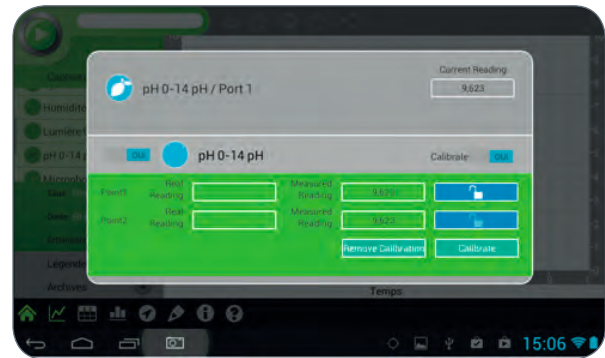 pH 0-14 pH / Port 1
Current Reading
9,623
OUI
pH 0-14 pH
Calibrate
OUI
Point1
Real Reading
Measured Reading
Point2
Real Reading
Measured Reading
9,623
Remove Calibration
Calibrate
Humidité
Lumière
pH 0-14 p
Microphone
Légende
Archives
Temps
15:06